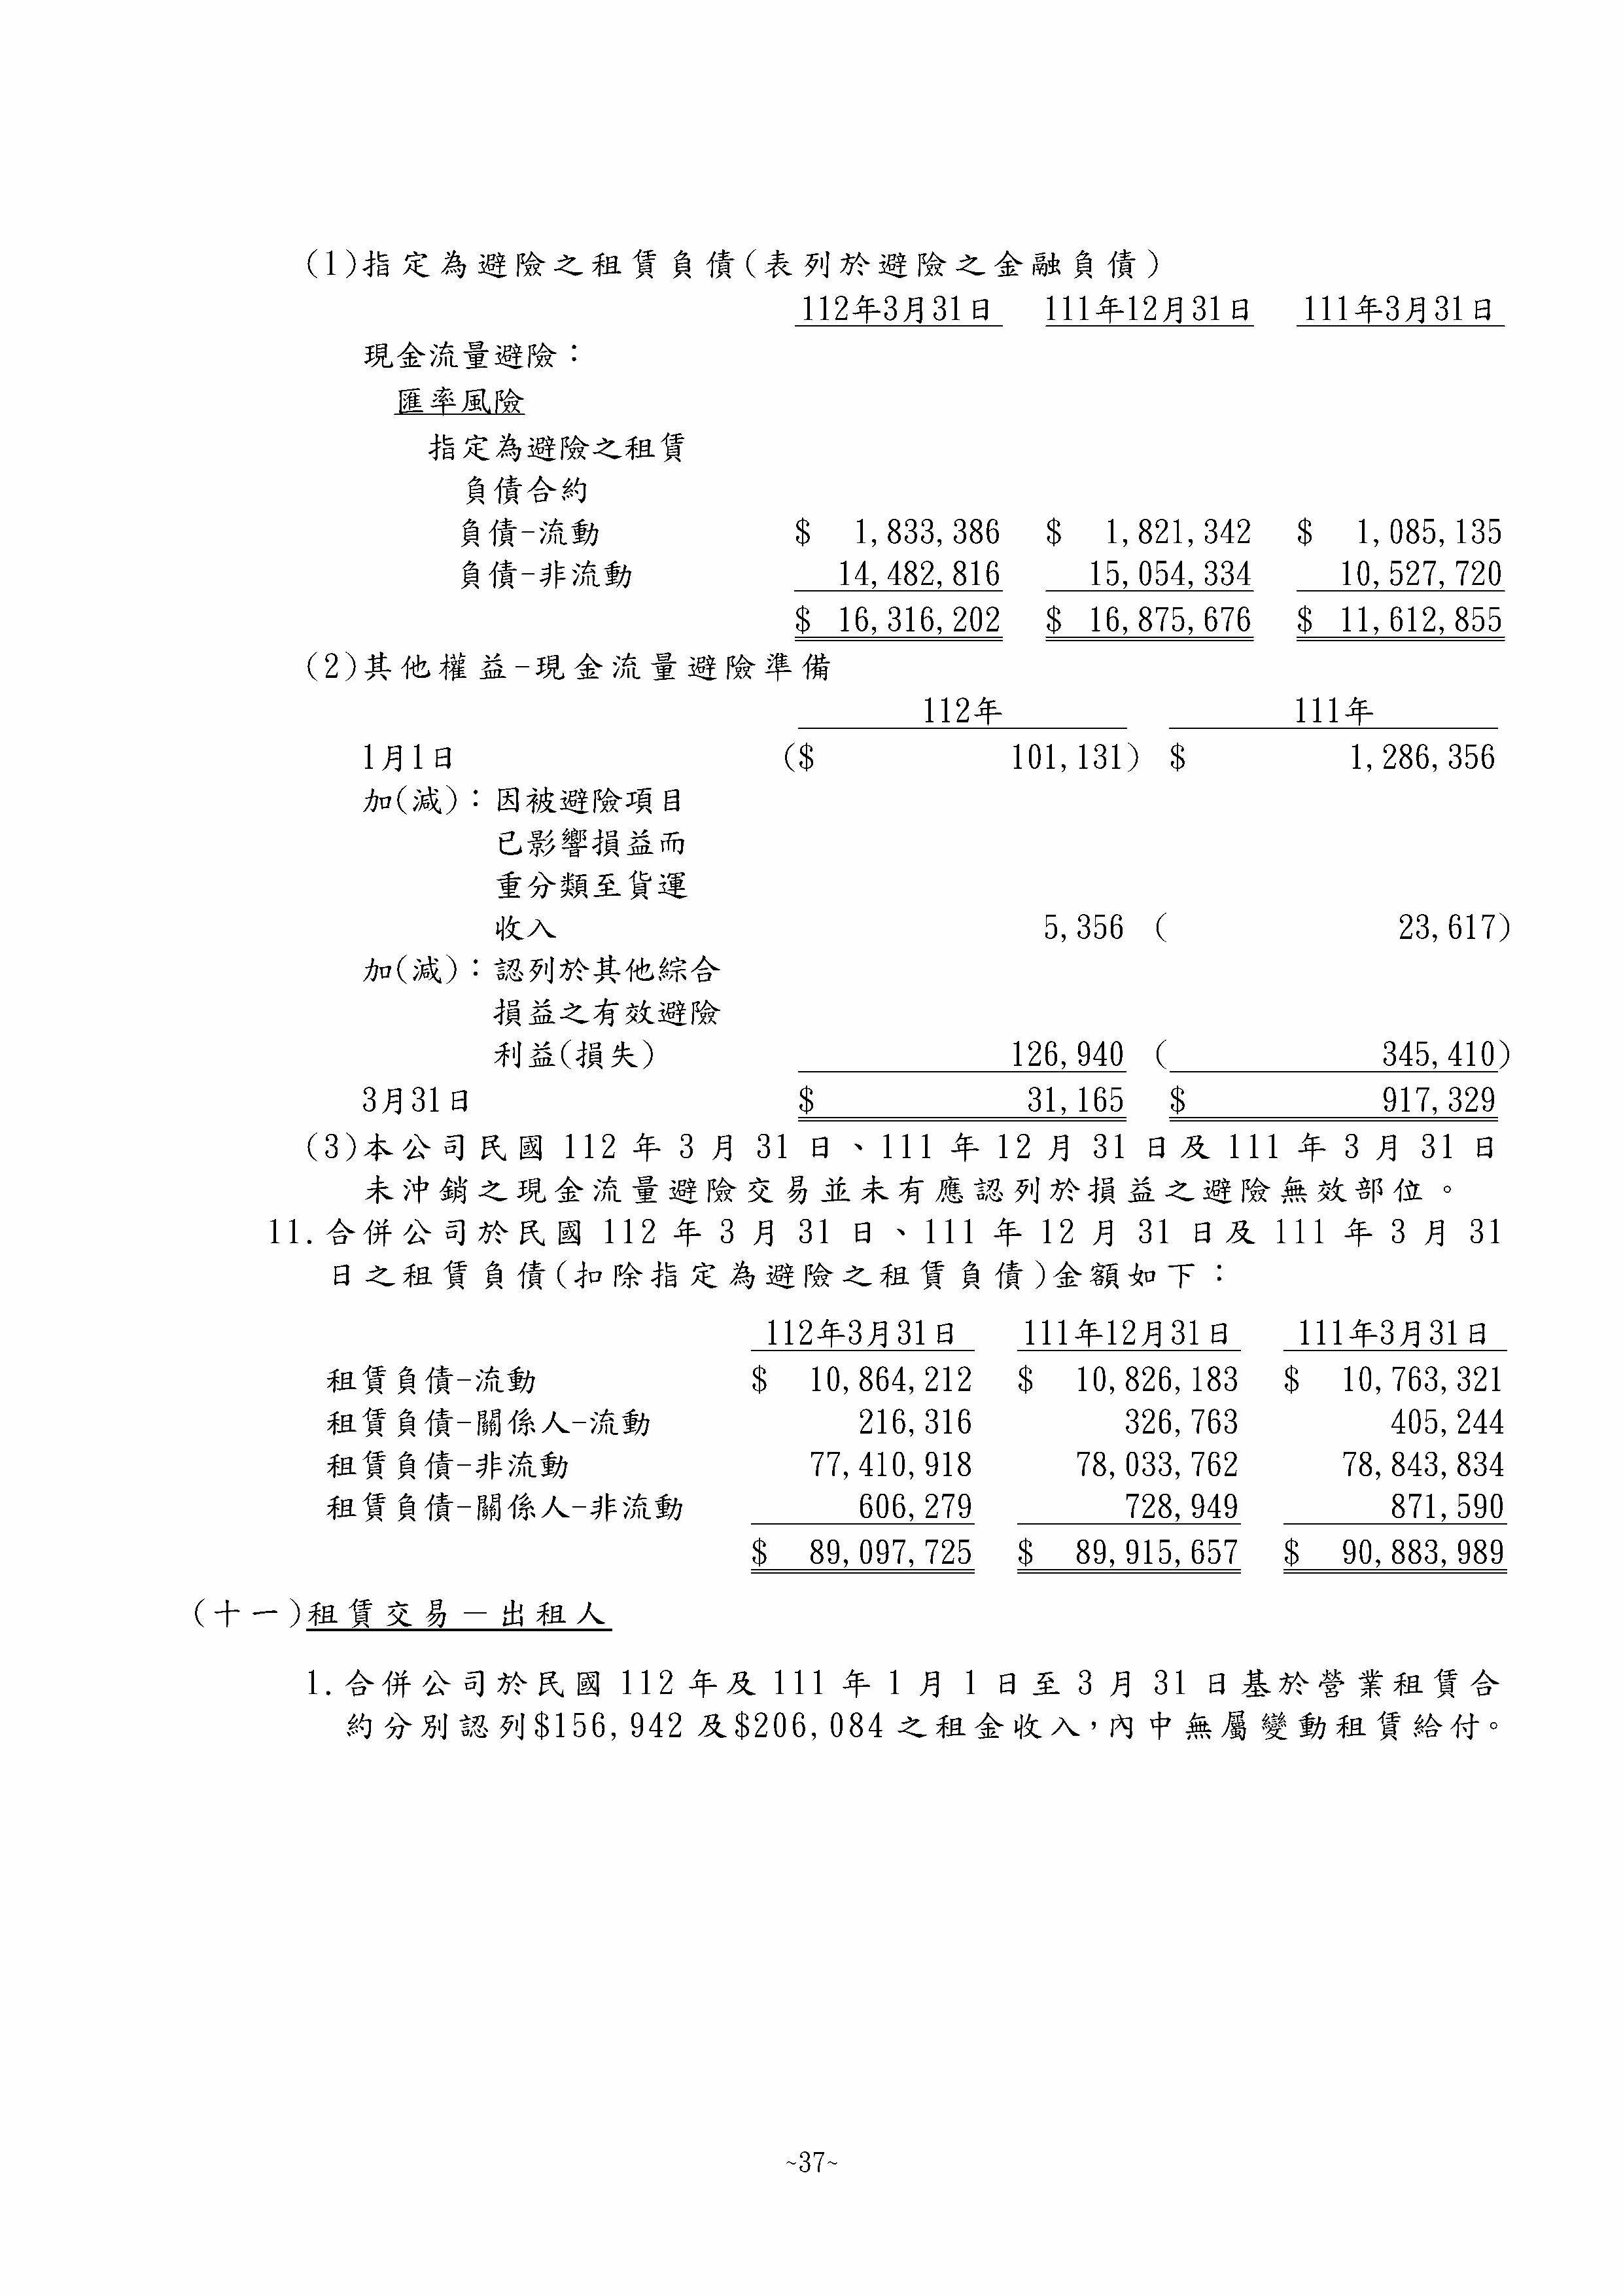 (1)指定為避險之租賃負債(表列於避險之金融負債)
112年3月31日 111年12月31日 111年3月31日
現金流量避險：
匯率風險
指定為避險之租賃
負債合約
負債-流動 $ 1,833,386 $ 1,821,342 $ 1,085,135
負債-非流動 14,482,816 15,054,334 10,527,720
$ 16,316,202 $ 16,875,676 $ 11,612,855
(2)其他權益-現金流量避險準備
112年 111年
1月1日 ($ 101,131) $ 1,286,356
加(減)：因被避險項目
已影響損益而
重分類至貨運
收入 5,356 ( 23,617)
加(減)：認列於其他綜合
損益之有效避險
利益(損失) 126,940 ( 345,410)
3月31日 $ 31,165 $ 917,329
(3)本公司民國 112 年 3 月 31 日、111 年 12 月 31 日及 111 年 3 月 31 日
未沖銷之現金流量避險交易並未有應認列於損益之避險無效部位。
11.合併公司於民國 112 年 3 月 31 日、111 年 12 月 31 日及 111 年 3 月 31
日之租賃負債(扣除指定為避險之租賃負債)金額如下：
112年3月31日 111年12月31日 111年3月31日
租賃負債-流動 $ 10,864,212 $ 10,826,183 $ 10,763,321
租賃負債-關係人-流動 216,316 326,763 405,244
租賃負債-非流動 77,410,918 78,033,762 78,843,834
租賃負債-關係人-非流動 606,279 728,949 871,590
$ 89,097,725 $ 89,915,657 $ 90,883,989
(十一)租賃交易－出租人
1.合併公司於民國 112 年及 111 年 1 月 1 日至 3 月 31 日基於營業租賃合
約分別認列$156,942 及$206,084 之租金收入，內中無屬變動租賃給付。
~37~